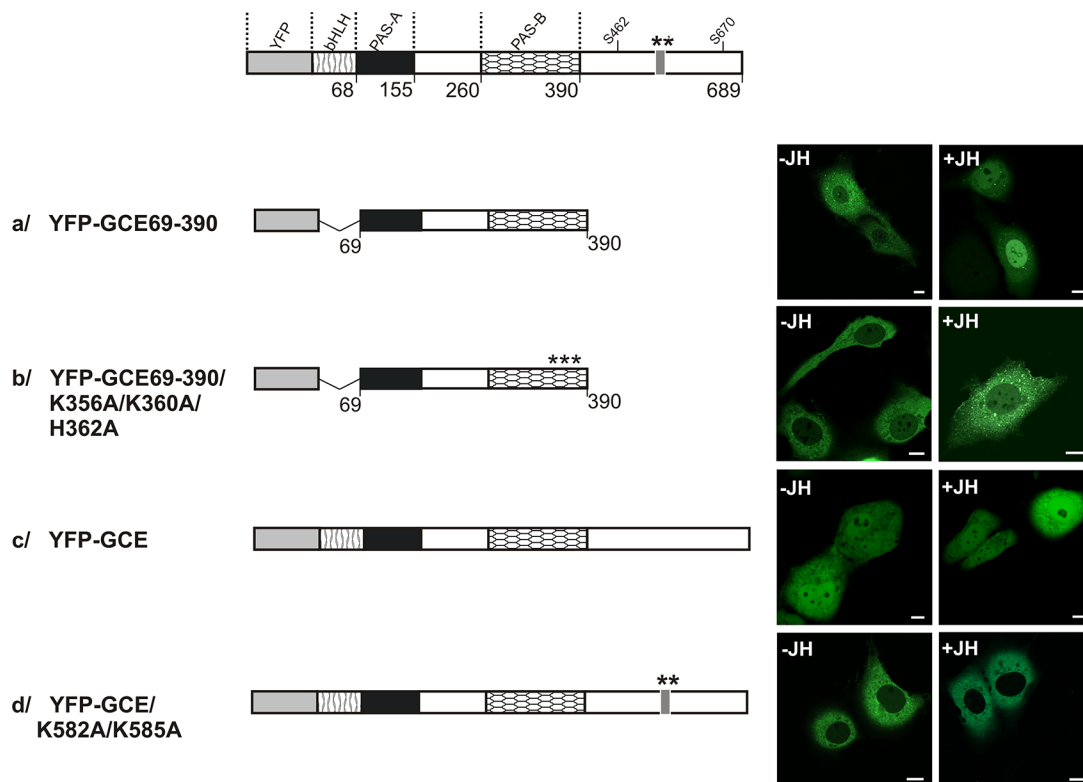 YFP bHLH PAS-A PAS-B S462 ** S670
68 155 260 390 689
-JH +JH
a/ YFP-GCE69-390
69 390
-JH +JH
b/ YFP-GCE69-390/
K356A/K360A/
H362A
***
69 390
-JH +JH
c/ YFP-GCE
-JH +JH
d/ YFP-GCE/
K582A/K585A
**